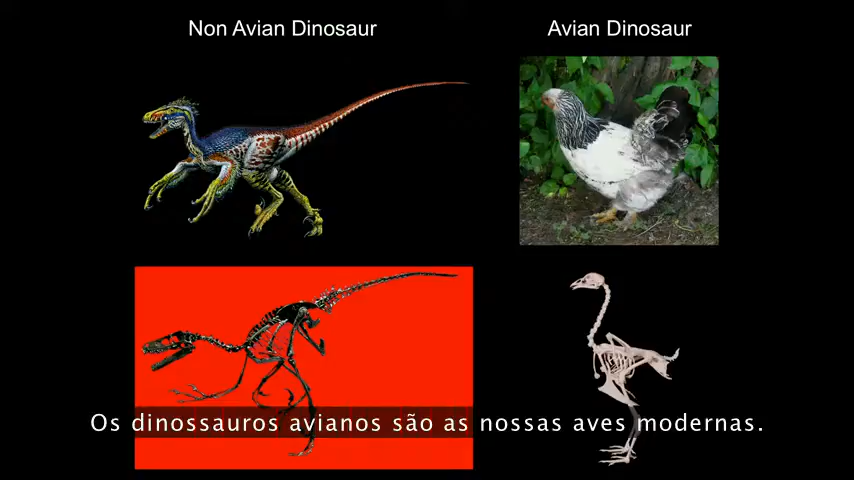 Non Avian Dinosaur
Avian Dinosaur
Os dinossauros avianos são as nossas aves modernas.